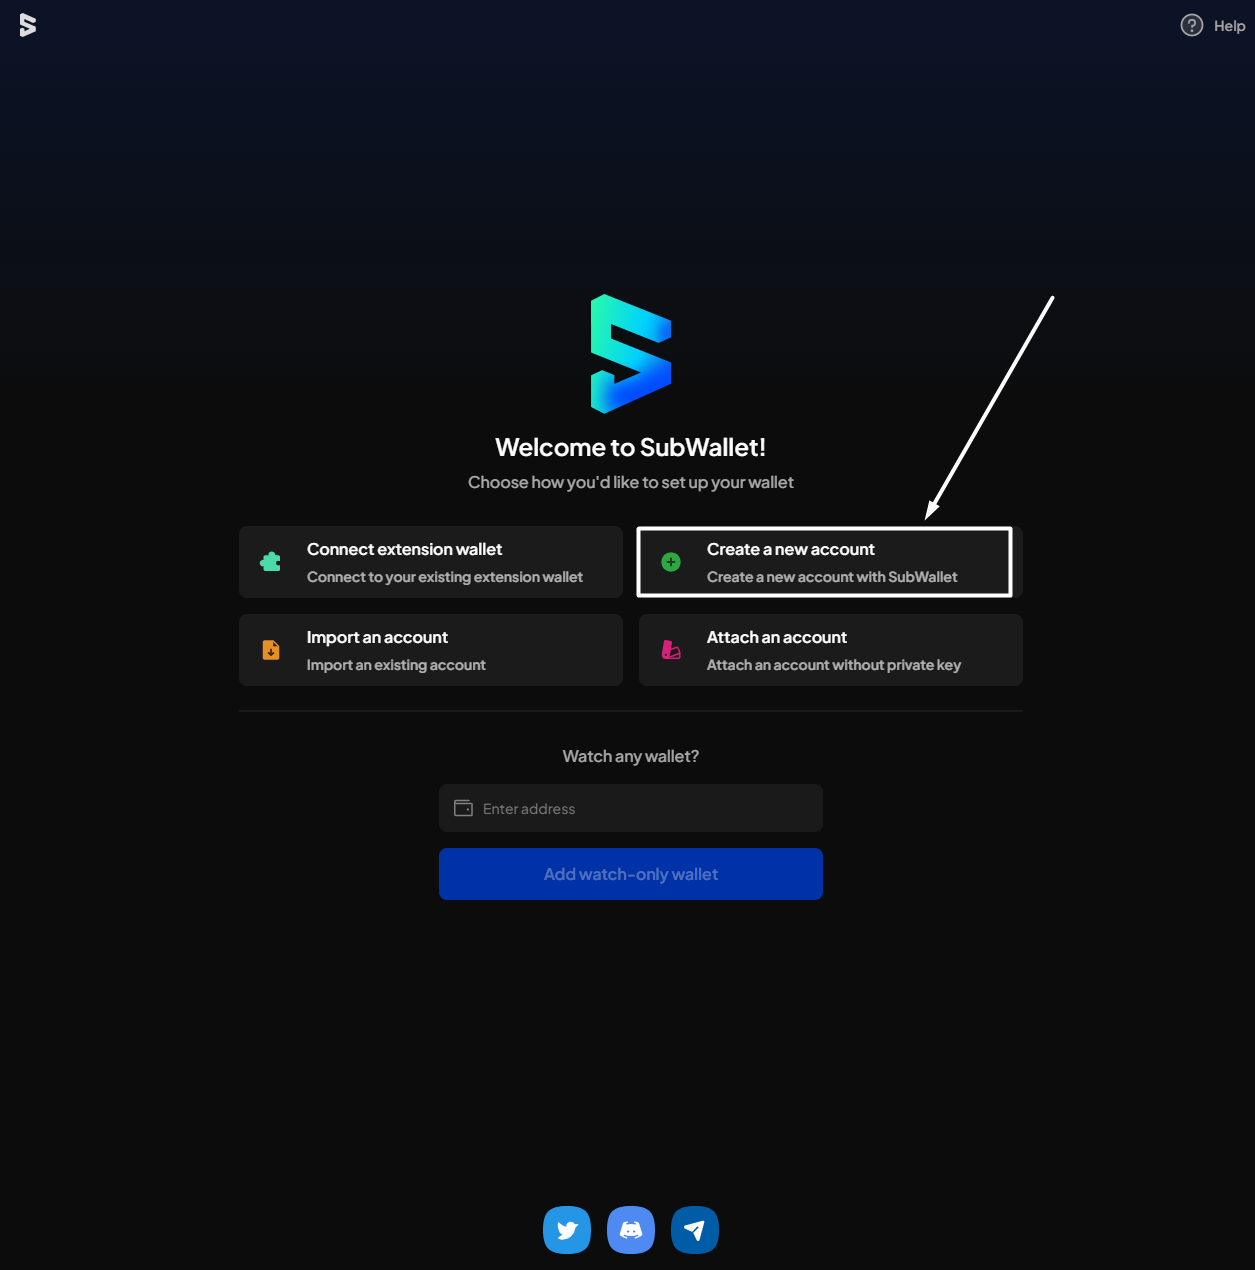 Help
Welcome to SubWallet!
Choose how you'd like to set up your wallet
Connect extension wallet
Connect to your existing extension wallet
Create a new account
Create a new account with SubWallet
Import an account
Import an existing account
Attach an account
Attach an account without private key
Watch any wallet?
Enter address
Add watch-only wallet